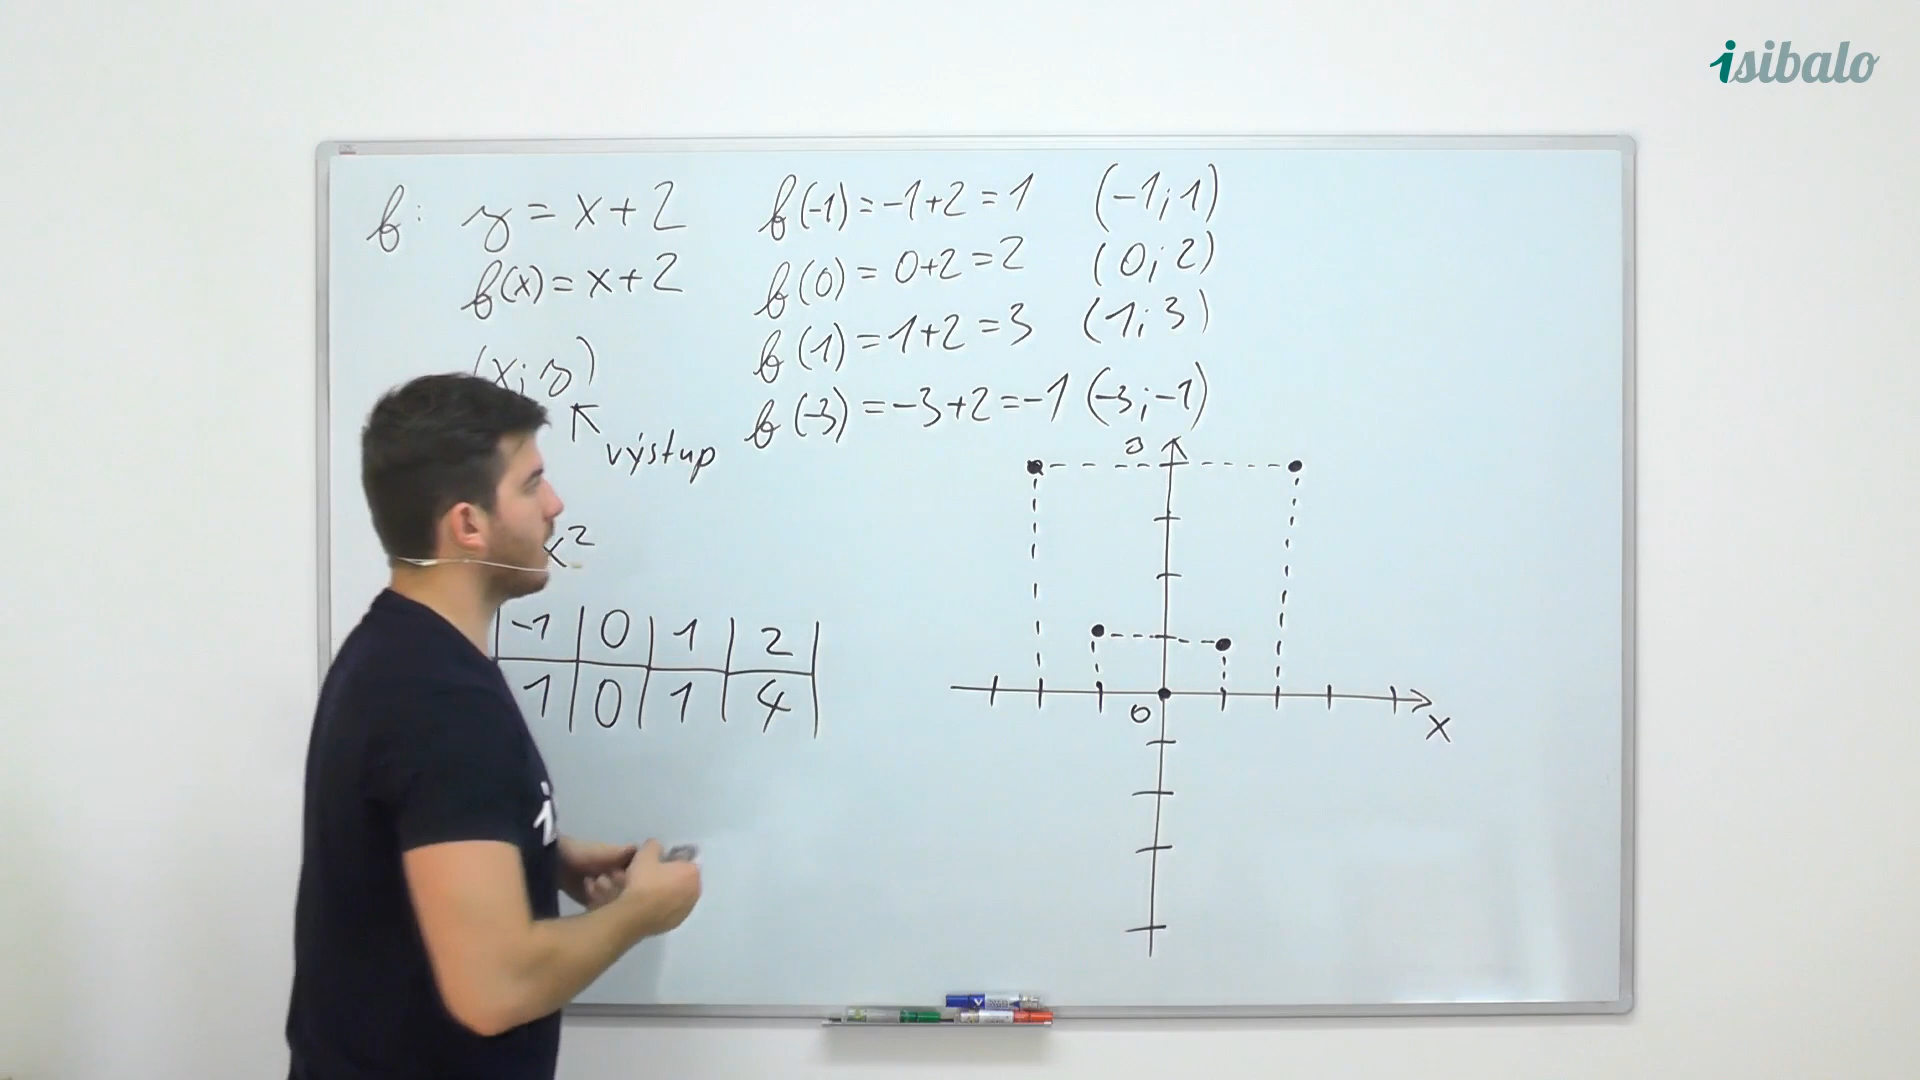 isibalo
f: y = x + 2
f(x) = x + 2
(x; y)
výstup
x²
-1 | 0 | 1 | 2
1 | 0 | 1 | 4
f(-1) = -1+2 = 1 (-1; 1)
f(0) = 0+2 = 2 (0; 2)
f(1) = 1+2 = 3 (1; 3)
f(-3) = -3+2 = -1 (-3; -1)
y
0
x